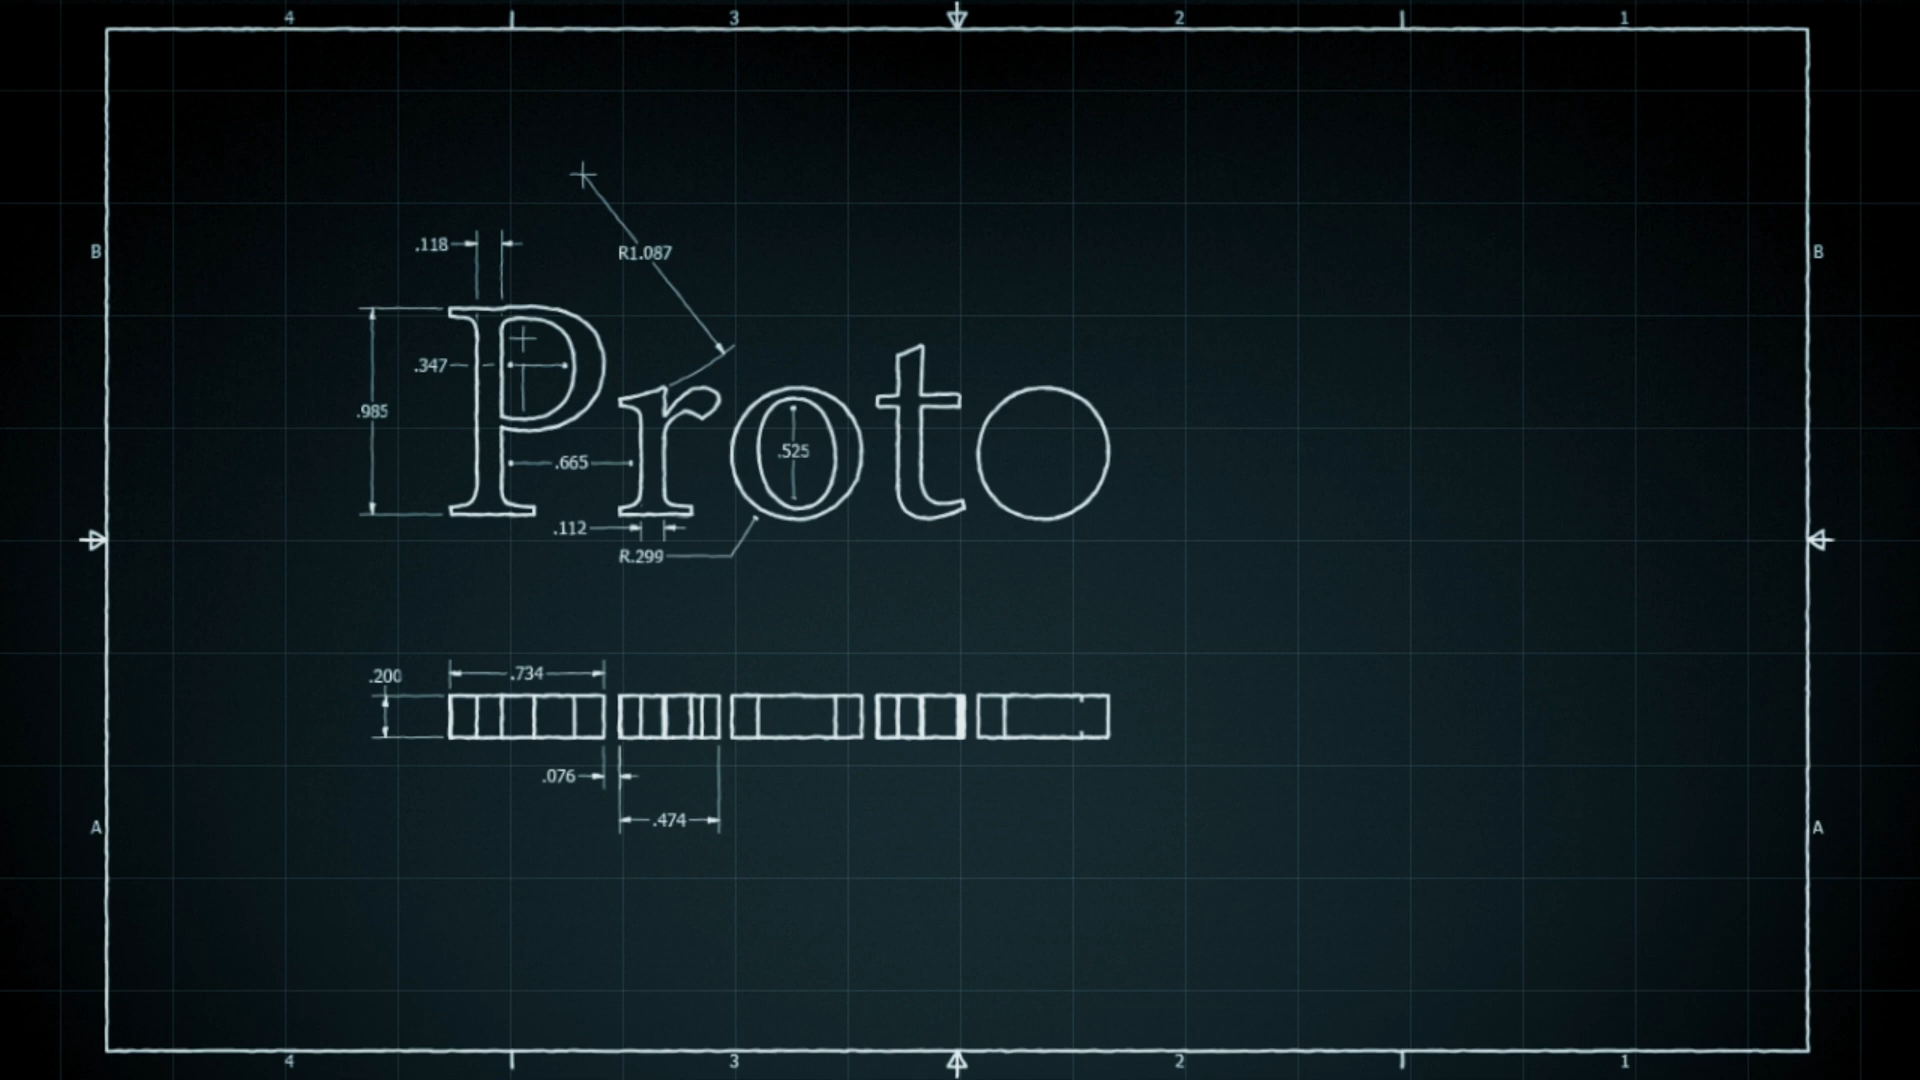 4 3 2 1
B B
.118 R1.087
.347
.985
Proto
.665
.525
.112
R.299
.200 .734
.076
.474
A A
4 3 2 1